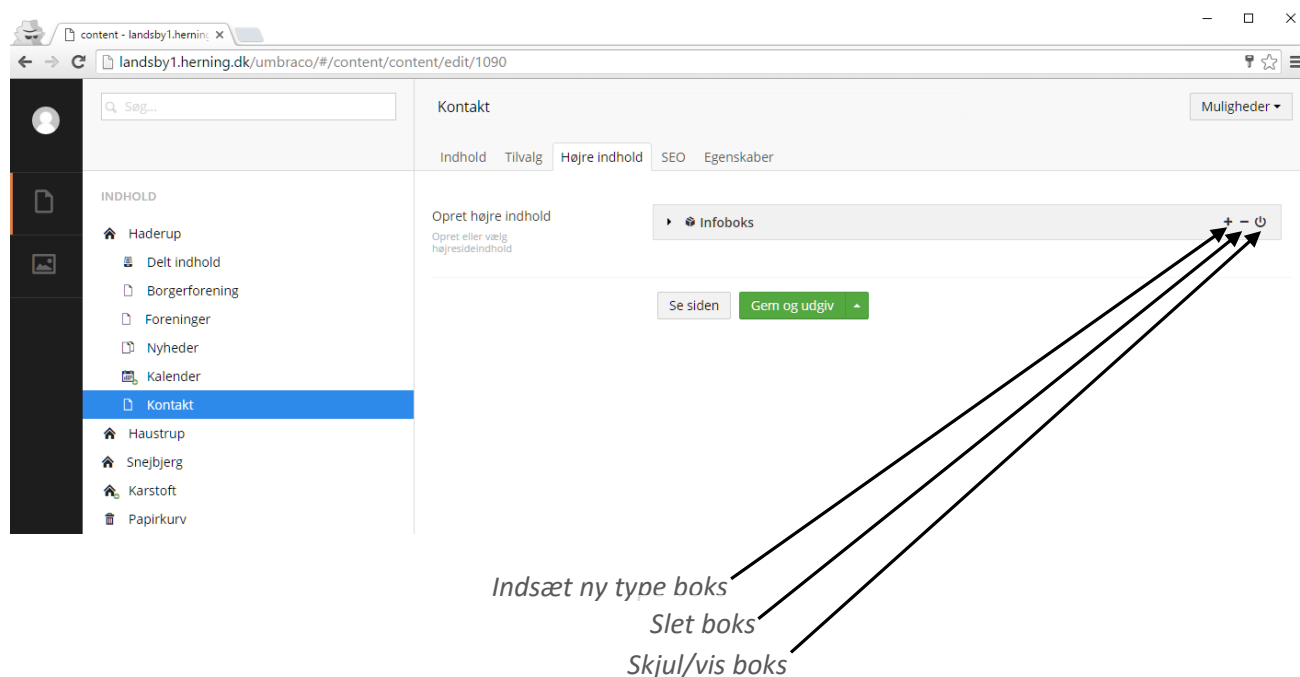 content - landsby1.herning
landsby1.herning.dk/umbraco/#/content/content/edit/1090
Søg...
Kontakt
Muligheder
Indhold Tilvalg Højre indhold SEO Egenskaber
INDHOLD
Haderup
Delt indhold
Borgerforening
Foreninger
Nyheder
Kalender
Kontakt
Haustrup
Snejbjerg
Karstoft
Papirkurv
Opret højre indhold
Opret eller vælg
højresideindhold
Infoboks
Se siden Gem og udgiv
Indsæt ny type boks
Slet boks
Skjul/vis boks